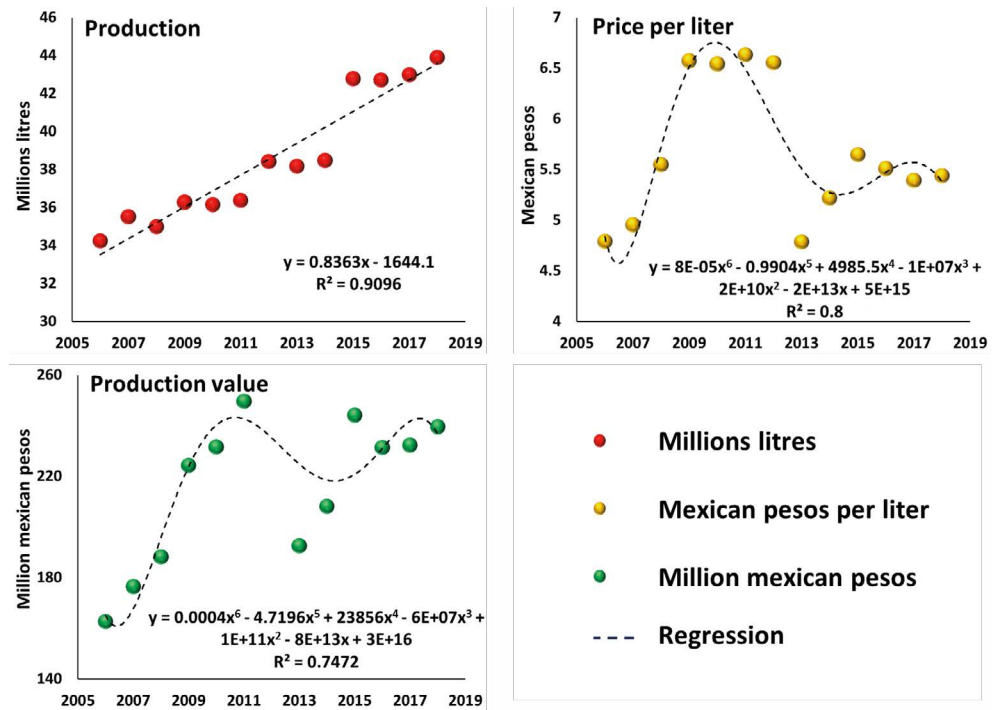 Production
Millions litres
46
44
42
40
38
36
34
32
30
y = 0.8363x - 1644.1
R² = 0.9096
2005 2007 2009 2011 2013 2015 2017 2019
Price per liter
Mexican pesos
7
6.5
6
5.5
5
4.5
4
y = 8E-05x⁶ - 0.9904x⁵ + 4985.5x⁴ - 1E+07x³ +
2E+10x² - 2E+13x + 5E+15
R² = 0.8
2005 2007 2009 2011 2013 2015 2017 2019
Production value
Million mexican pesos
260
220
180
140
y = 0.0004x⁶ - 4.7196x⁵ + 23856x⁴ - 6E+07x³ +
1E+11x² - 8E+13x + 3E+16
R² = 0.7472
2005 2007 2009 2011 2013 2015 2017 2019
Millions litres
Mexican pesos per liter
Million mexican pesos
Regression